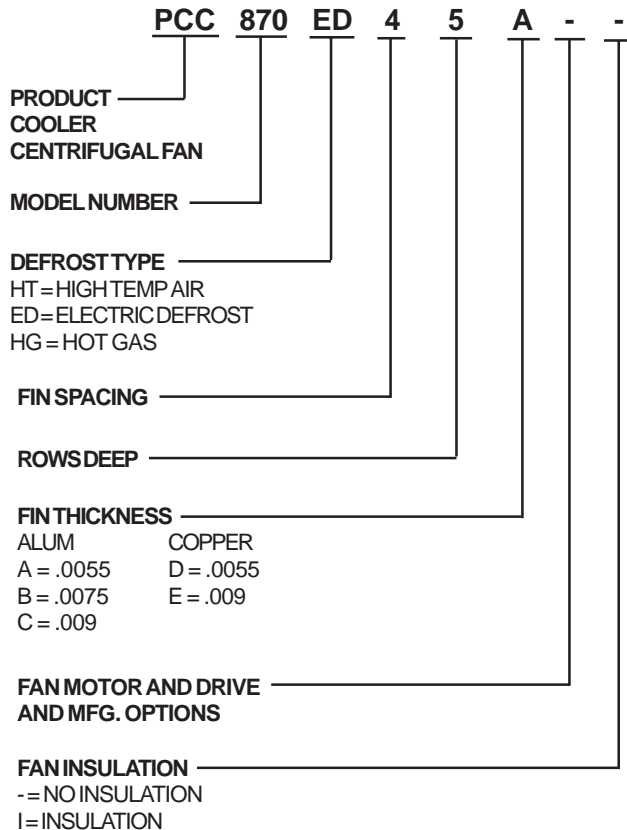 PCC 870 ED 4 5 A - -
PRODUCT
COOLER
CENTRIFUGAL FAN
MODEL NUMBER
DEFROST TYPE
HT = HIGH TEMP AIR
ED = ELECTRIC DEFROST
HG = HOT GAS
FIN SPACING
ROWS DEEP
FIN THICKNESS
ALUM COPPER
A = .0055 D = .0055
B = .0075 E = .009
C = .009
FAN MOTOR AND DRIVE
AND MFG. OPTIONS
FAN INSULATION
- = NO INSULATION
I = INSULATION